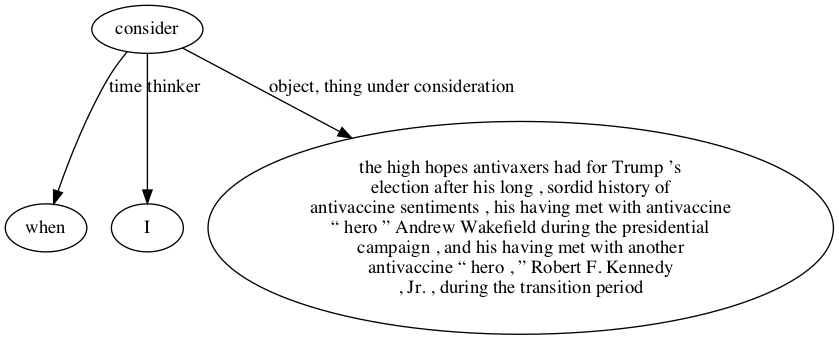 consider
time
thinker
object, thing under consideration
when
I
the high hopes antivaxers had for Trump ’s
election after his long , sordid history of
antivaccine sentiments , his having met with antivaccine
“ hero ” Andrew Wakefield during the presidential
campaign , and his having met with another
antivaccine “ hero , ” Robert F. Kennedy
, Jr. , during the transition period